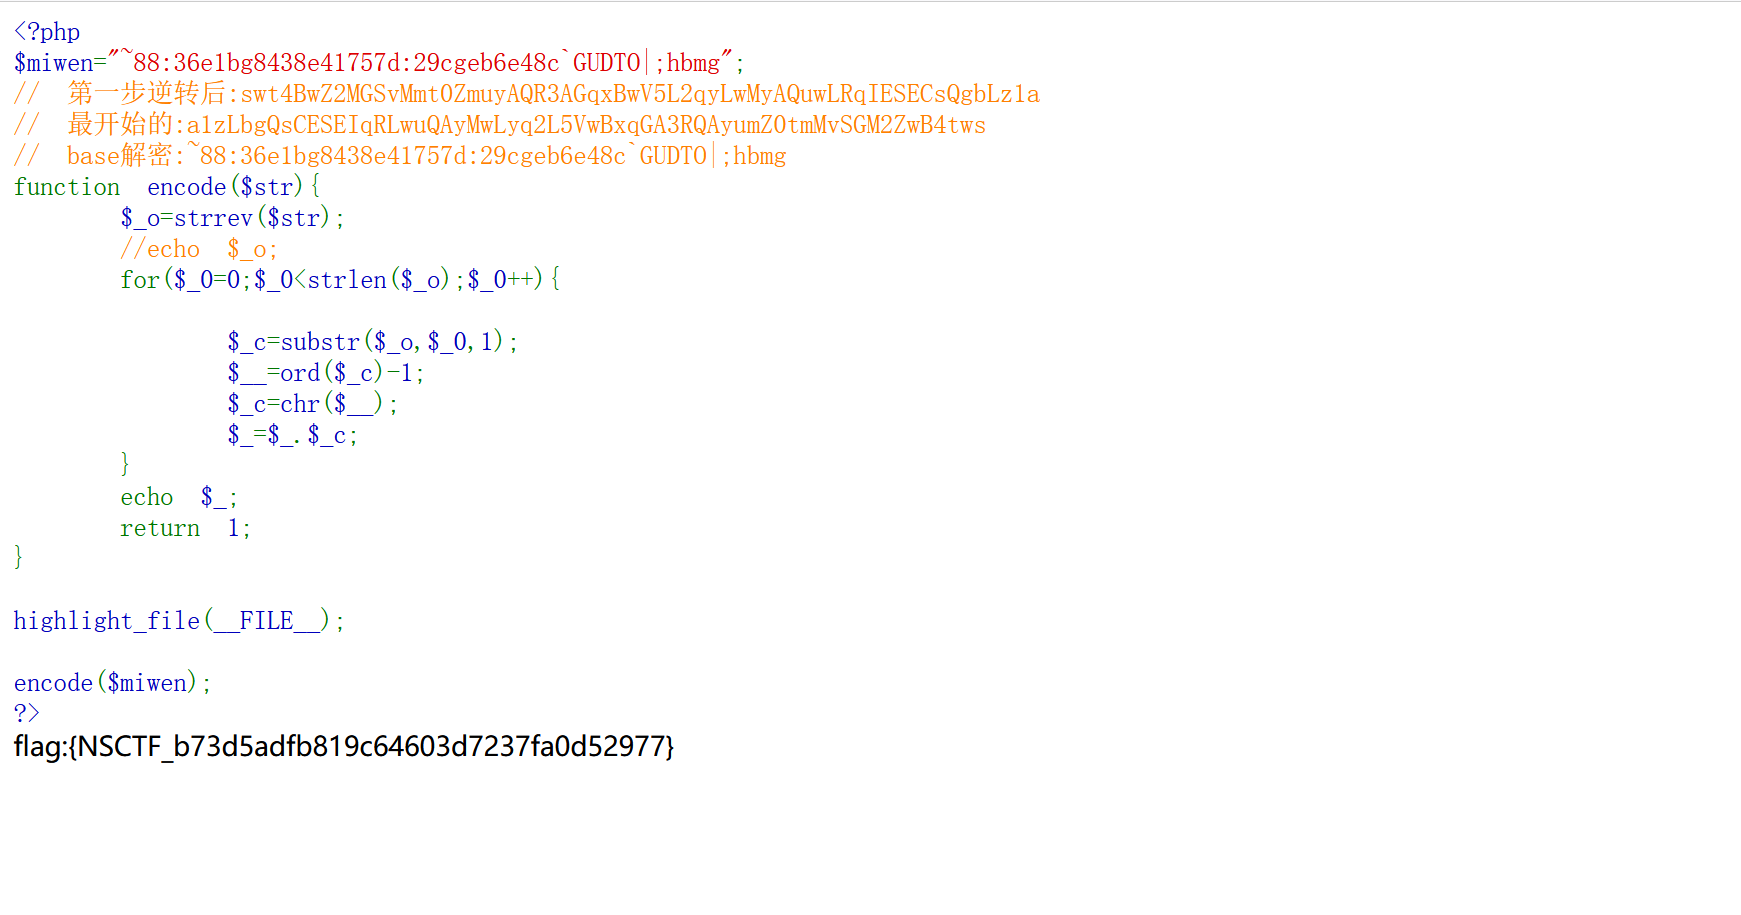 <?php
$miwen="~88:36e1bg8438e41757d:29cgeb6e48c`GUDTO|;hbmg";
// 第一步逆转后:swt4BwZ2MGSvMmtOZmuyAQR3AGqxBwV5L2qyLwMyAQuwLRqIESECsQgbLz1a
// 最开始的:a1zLbgQsCESEIqRLwuQAyMwLyq2L5VwBxqGA3RQAyumZOtmMvSGM2ZwB4tws
// base解密:~88:36e1bg8438e41757d:29cgeb6e48c`GUDTO|;hbmg
function encode($str){
$_o=strrev($str);
//echo $_o;
for($_0=0;$_0<strlen($_o);$_0++){
$_c=substr($_o,$_0,1);
$__=ord($_c)-1;
$_c=chr($__);
$_=$_.$_c;
}
echo $_;
return 1;
}
highlight_file(__FILE__);
encode($miwen);
?>
flag:{NSCTF_b73d5adfb819c64603d7237fa0d52977}